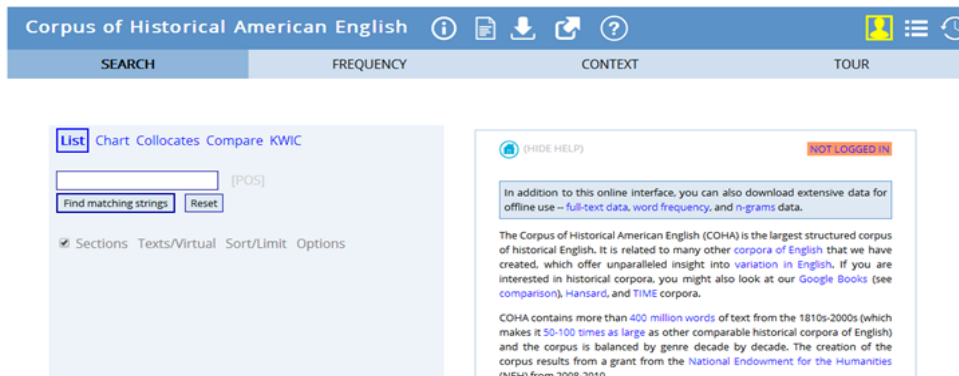 Corpus of Historical American English
SEARCH FREQUENCY CONTEXT TOUR
List Chart Collocates Compare KWIC
[POS]
Find matching strings Reset
Sections Texts/Virtual Sort/Limit Options
(HIDE HELP) NOT LOGGED IN
In addition to this online interface, you can also download extensive data for
offline use -- full-text data, word frequency, and n-grams data.
The Corpus of Historical American English (COHA) is the largest structured corpus
of historical English. It is related to many other corpora of English that we have
created, which offer unparalleled insight into variation in English. If you are
interested in historical corpora, you might also look at our Google Books (see
comparison), Hansard, and TIME corpora.
COHA contains more than 400 million words of text from the 1810s-2000s (which
makes it 50-100 times as large as other comparable historical corpora of English)
and the corpus is balanced by genre decade by decade. The creation of the
corpus results from a grant from the National Endowment for the Humanities
(NEH) from 2008-2010.